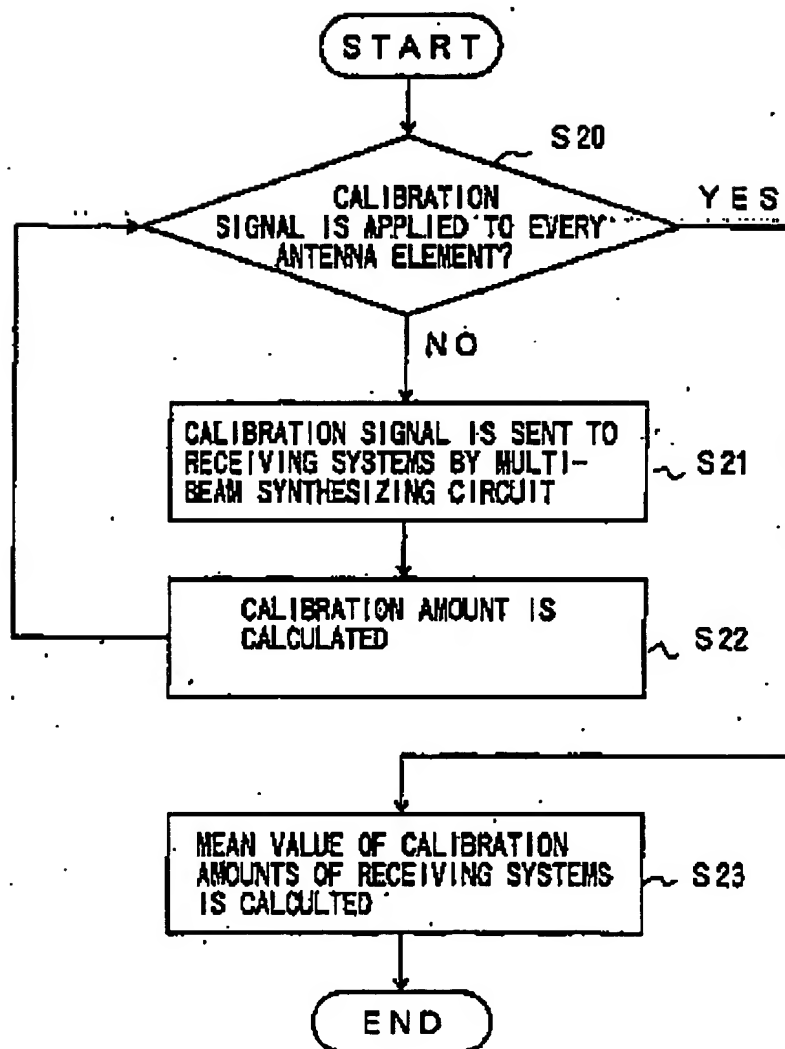 START
S20
CALIBRATION
SIGNAL IS APPLIED TO EVERY
ANTENNA ELEMENT?
YES
NO
CALIBRATION SIGNAL IS SENT TO
RECEIVING SYSTEMS BY MULTI-
BEAM SYNTHESIZING CIRCUIT
S21
CALIBRATION AMOUNT IS
CALCULATED
S22
MEAN VALUE OF CALIBRATION
AMOUNTS OF RECEIVING SYSTEMS
IS CALCULTED
S23
END